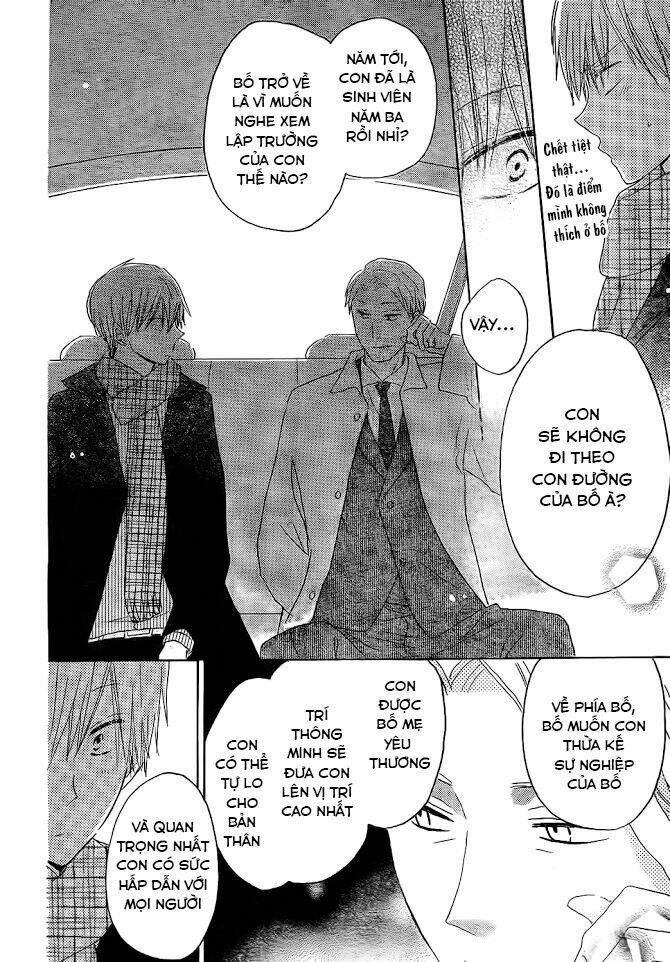 Chết tiệt
thật...
Đó là điểm
mình không
thích ở bố
NĂM TỚI,
CON ĐÃ LÀ
SINH VIÊN
NĂM BA
RỒI NHỈ?
BỐ TRỞ VỀ
LÀ VÌ MUỐN
NGHE XEM
LẬP TRƯỜNG
CỦA CON
THẾ NÀO?
VẬY...
CON
SẼ KHÔNG
ĐI THEO
CON ĐƯỜNG
CỦA BỐ À?
VỀ PHÍA BỐ,
BỐ MUỐN CON
THỪA KẾ
SỰ NGHIỆP
CỦA BỐ
CON
ĐƯỢC
BỐ MẸ
YÊU
THƯƠNG
TRÍ
THÔNG
MINH SẼ
ĐƯA CON
LÊN VỊ TRÍ
CAO NHẤT
CON
CÓ THỂ
TỰ LO
CHO
BẢN
THÂN
VÀ QUAN
TRỌNG NHẤT
CON CÓ SỨC
HẤP DẪN VỚI
MỌI NGƯỜI